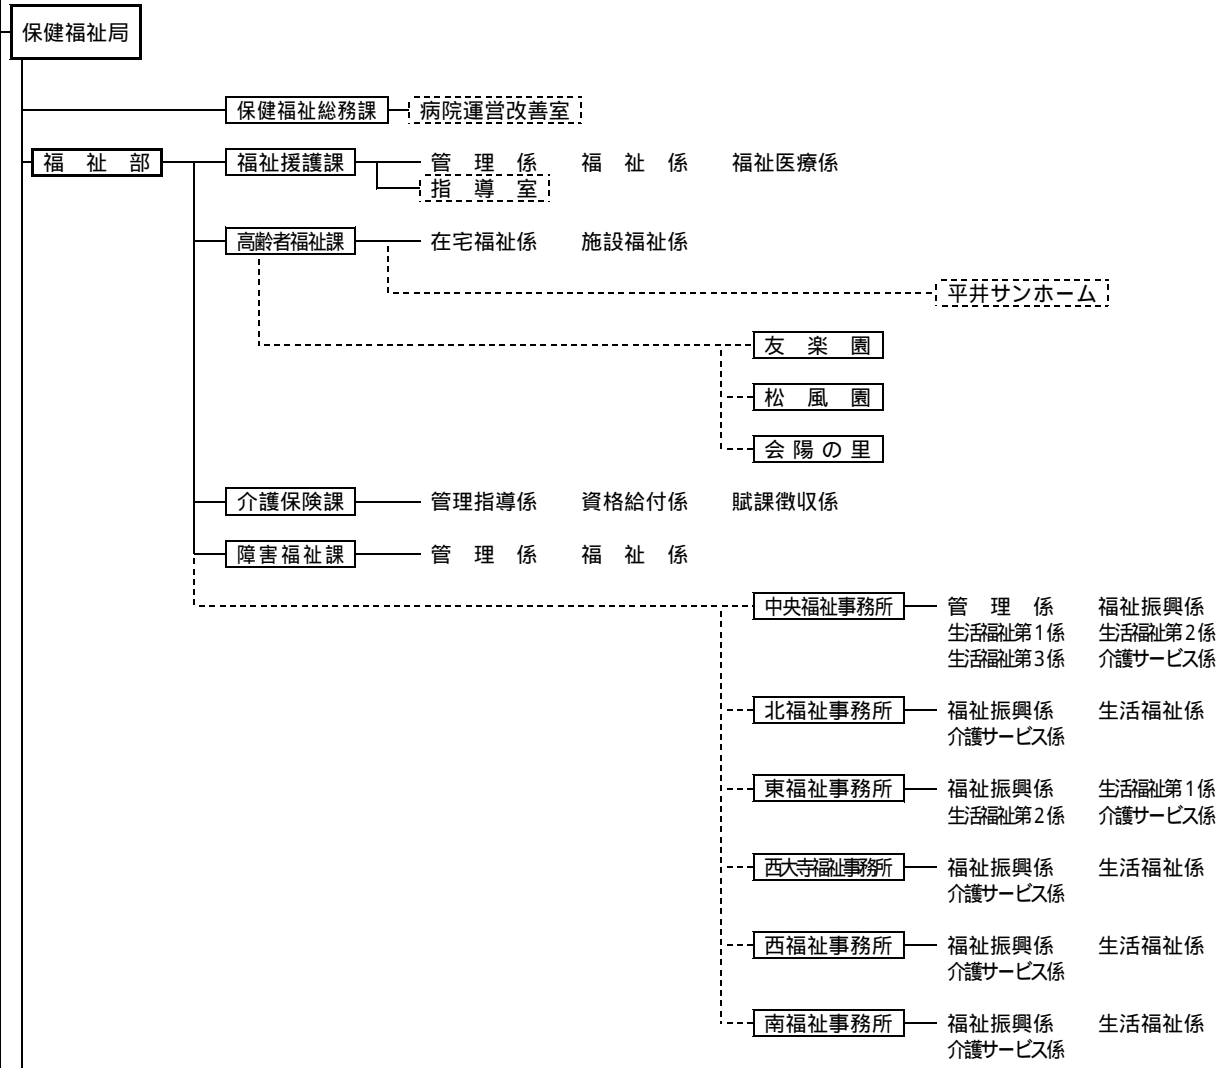 保健福祉局
保健福祉総務課 病院運営改善室
福 祉 部 福祉援護課 管 理 係 福 祉 係 福祉医療係
指 導 室
高齢者福祉課 在宅福祉係 施設福祉係
平井サンホーム
友 楽 園
松 風 園
会 陽 の 里
介護保険課 管理指導係 資格給付係 賦課徴収係
障害福祉課 管 理 係 福 祉 係
中央福祉事務所 管 理 係 福祉振興係
生活福祉第1係 生活福祉第2係
生活福祉第3係 介護サービス係
北福祉事務所 福祉振興係 生活福祉係
介護サービス係
東福祉事務所 福祉振興係 生活福祉第1係
生活福祉第2係 介護サービス係
西大寺福祉事務所 福祉振興係 生活福祉係
介護サービス係
西福祉事務所 福祉振興係 生活福祉係
介護サービス係
南福祉事務所 福祉振興係 生活福祉係
介護サービス係